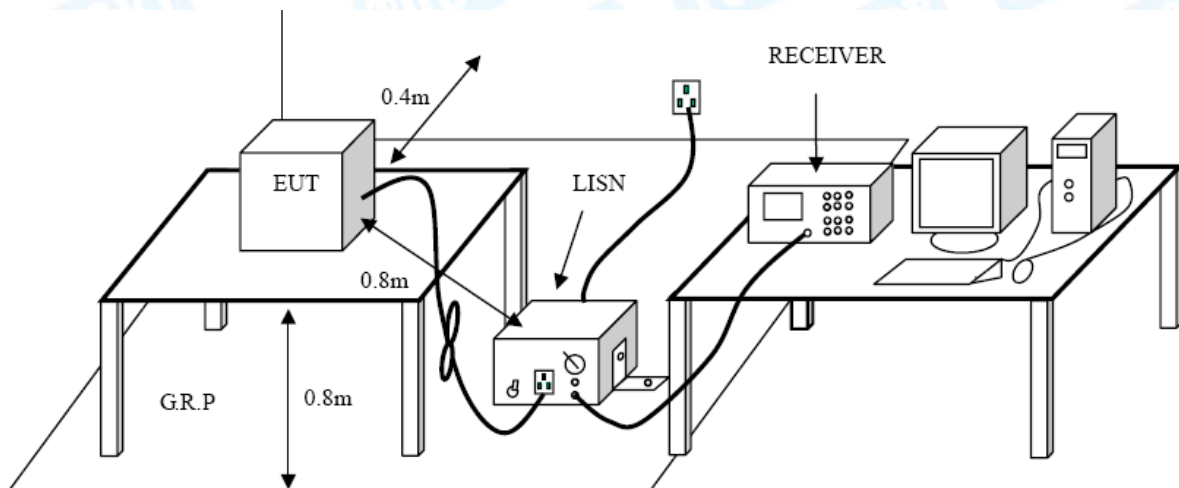 RECEIVER
0.4m
EUT
LISN
0.8m
G.R.P
0.8m